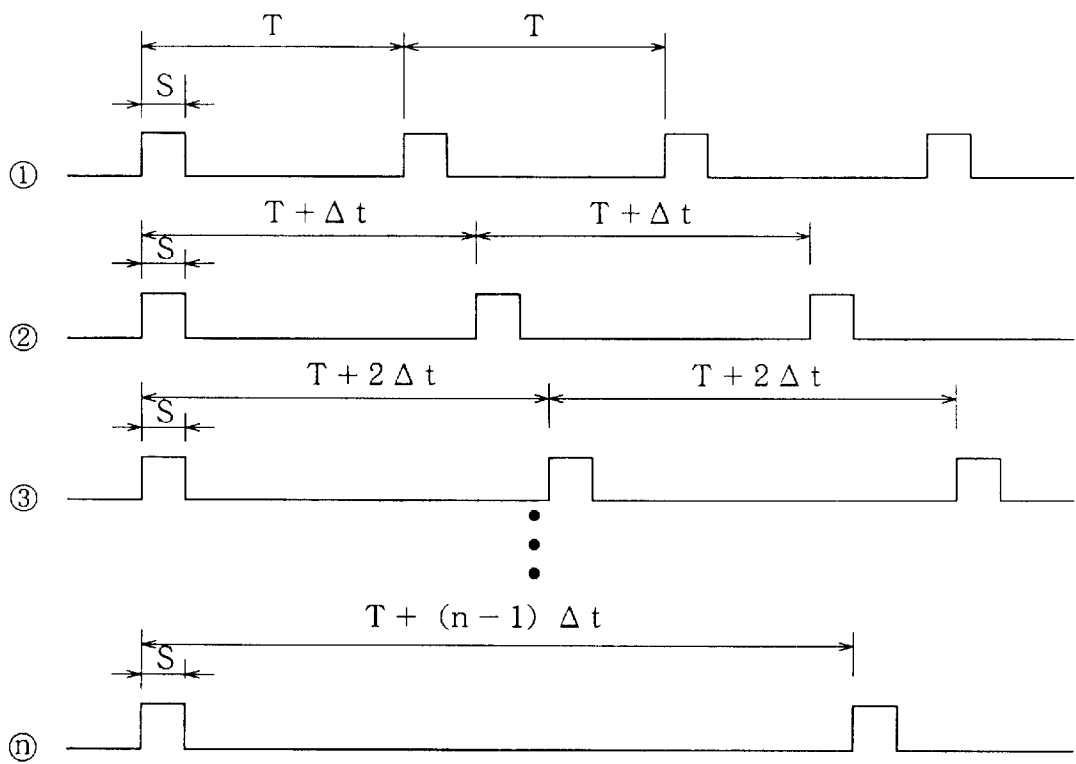 T T
S
①
T + Δ t T + Δ t
S
②
T + 2 Δ t T + 2 Δ t
S
③
T + (n − 1) Δ t
S
ⓝ